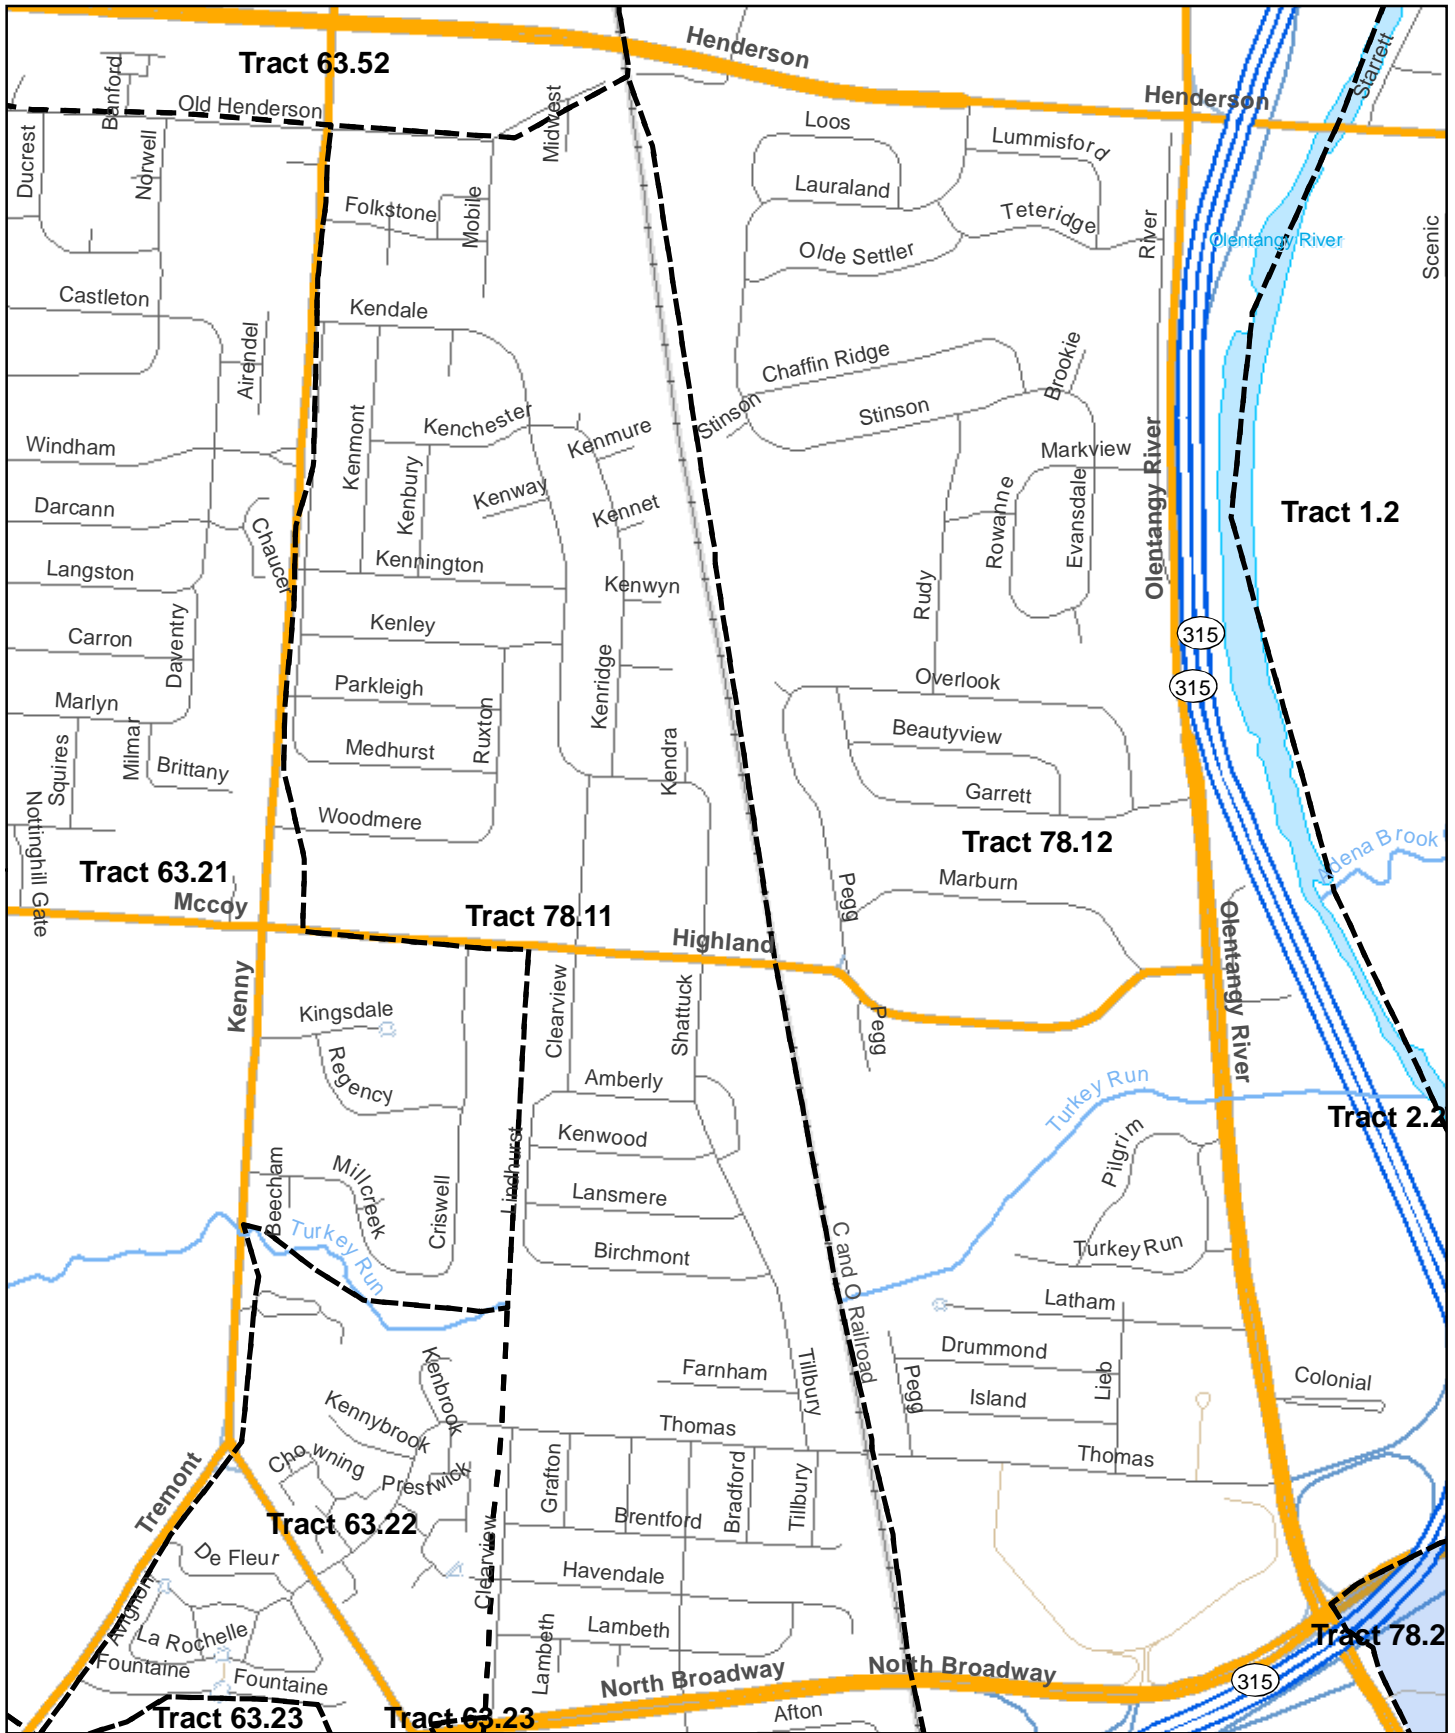 Henderson
Starrett
Tract 63.52
Banford
Old Henderson
Midwest
Henderson
Loos
Lummisford
Ducrest
Norwell
Folkstone
Mobile
Lauraland
Teteridge
River
Olentangy River
Scenic
Olde Settler
Castleton
Kendale
Airendel
Chaffin Ridge
Brookie
Stinson
Stinson
Windham
Kenmont
Kenchester
Kenmure
Markview
Kenbury
Kenway
Kennet
Rowanne
Evansdale
Olentangy River
Tract 1.2
Darcann
Chaucer
Langston
Kennington
Kenwyn
Rudy
Carron
Daventry
Kenley
315
315
Parkleigh
Kenridge
Overlook
Marlyn
Milmar
Squires
Brittany
Medhurst
Ruxton
Kendra
Beautyview
Garrett
Woodmere
Nottinghill Gate
Tract 78.12
Adena Brook
Tract 63.21
Mccoy
Tract 78.11
Highland
Pegg
Marburn
Olentangy River
Kenny
Kingsdale
Regency
Clearview
Shattuck
Pegg
Amberly
Turkey Run
Tract 2.2
Lindhurst
Kenwood
Pilgrim
Beecham
Millcreek
Criswell
Lansmere
Turkey Run
Birchmont
C and O Railroad
Turkey Run
Latham
Drummond
Lieb
Island
Pegg
Colonial
Farnham
Tillbury
Kenbrook
Kennybrook
Thomas
Thomas
Chowning
Prestwick
Grafton
Bradford
Tillbury
Brentford
Tremont
Tract 63.22
De Fleur
Clearview
Havendale
Avignon
La Rochelle
Lambeth
Lambeth
Tract 78.2
Fountaine
Fountaine
North Broadway
North Broadway
315
Tract 63.23
Tract 63.23
Afton